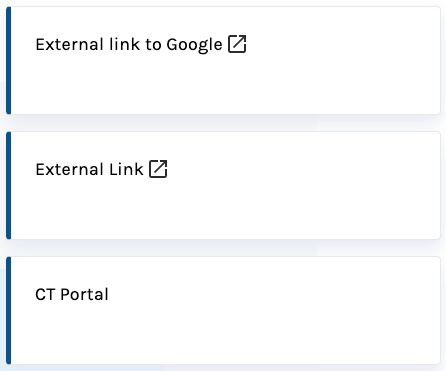 External link to Google
External Link
CT Portal